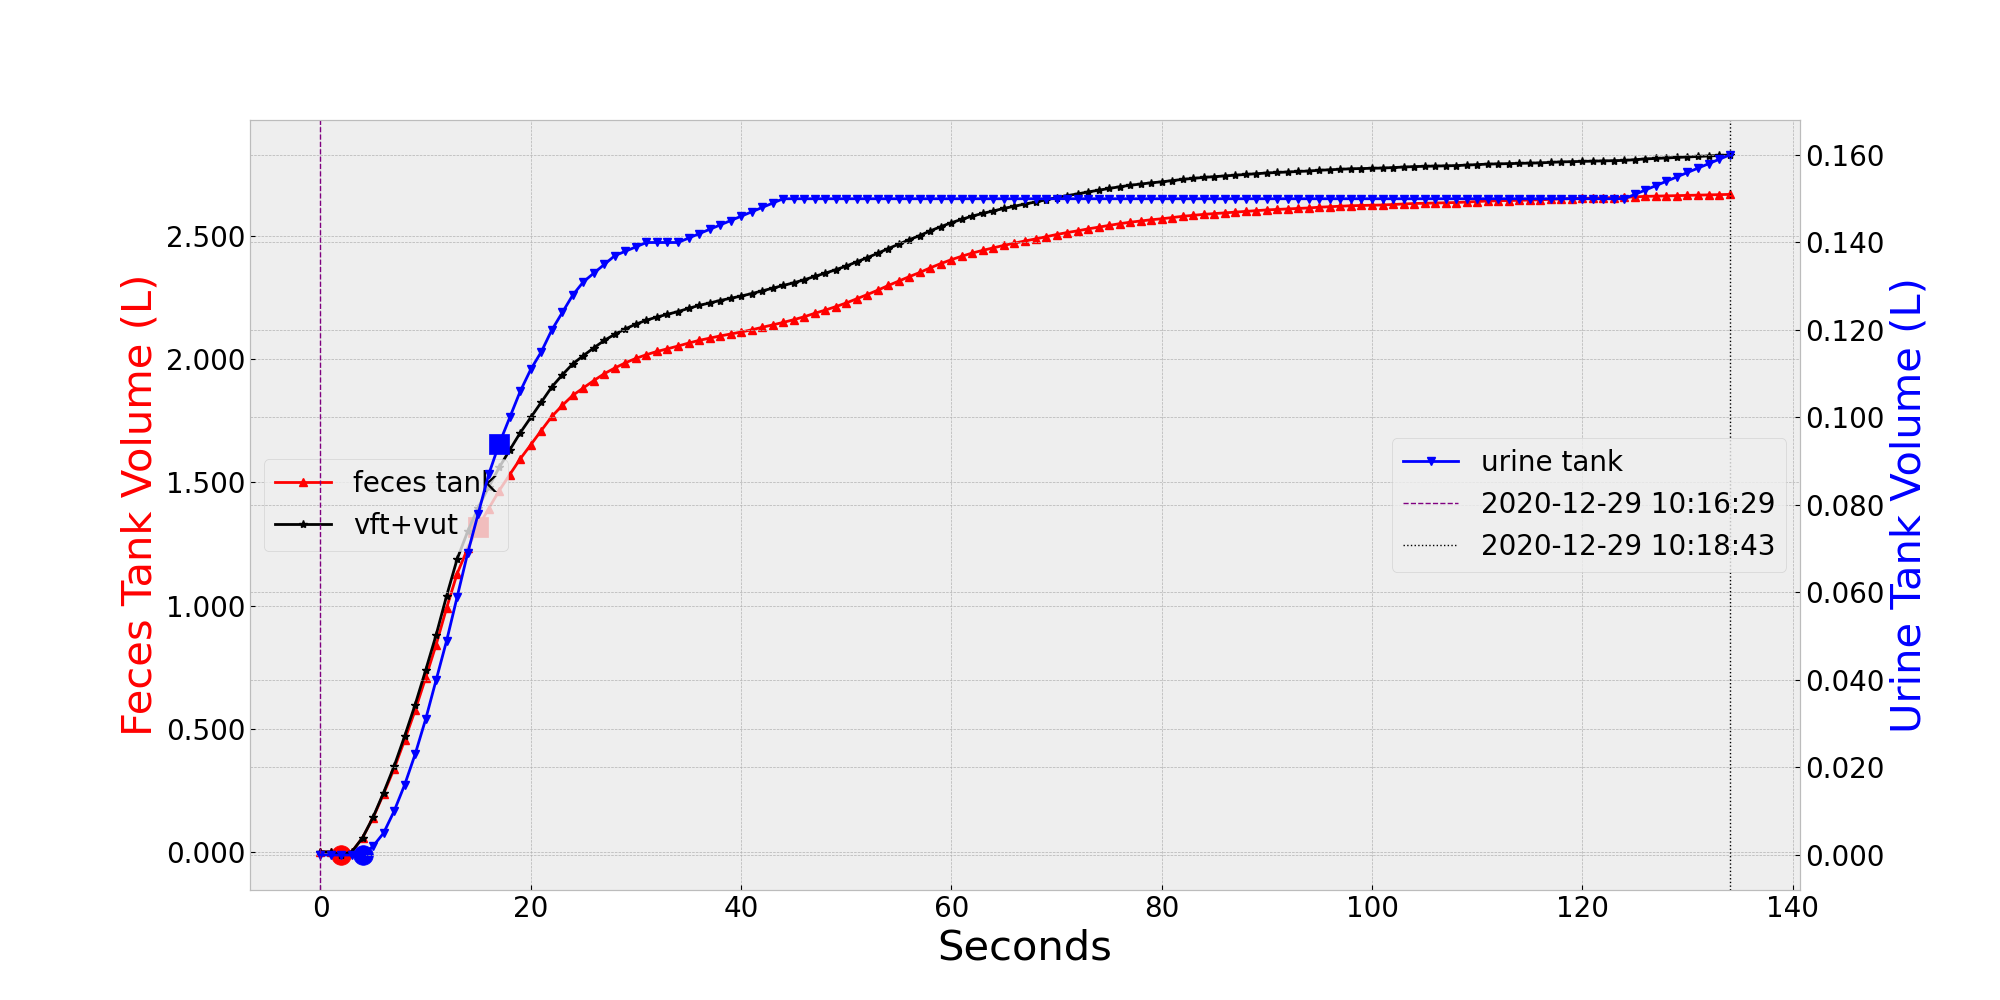 Feces Tank Volume (L)
2.500
2.000
1.500
1.000
0.500
0.000
feces tank
vft+vut
urine tank
2020-12-29 10:16:29
2020-12-29 10:18:43
0.160
0.140
0.120
0.100
0.080
0.060
0.040
0.020
0.000
Urine Tank Volume (L)
0 20 40 60 80 100 120 140
Seconds